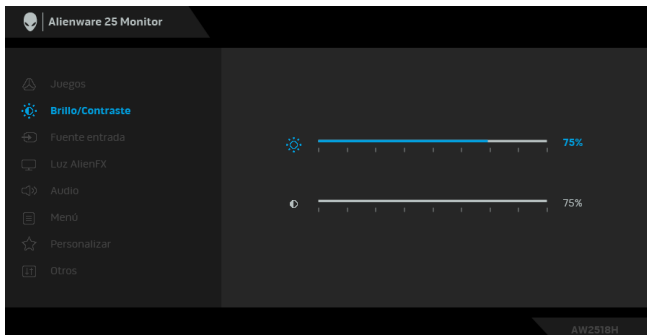 Alienware 25 Monitor
Juegos
Brillo/Contraste
Fuente entrada
Luz AlienFX
Audio
Menú
Personalizar
Otros
75%
75%
AW2518H